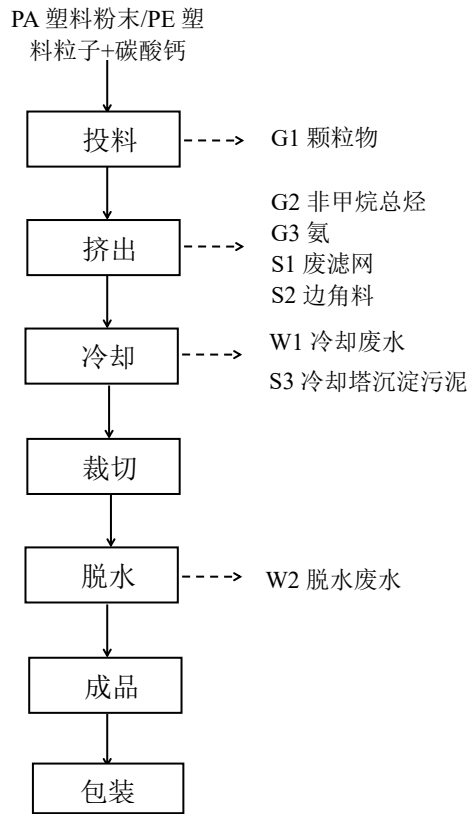 PA 塑料粉末/PE 塑
料粒子+碳酸钙
投料
G1 颗粒物
挤出
G2 非甲烷总烃
G3 氨
S1 废滤网
S2 边角料
冷却
W1 冷却废水
S3 冷却塔沉淀污泥
裁切
脱水
W2 脱水废水
成品
包装